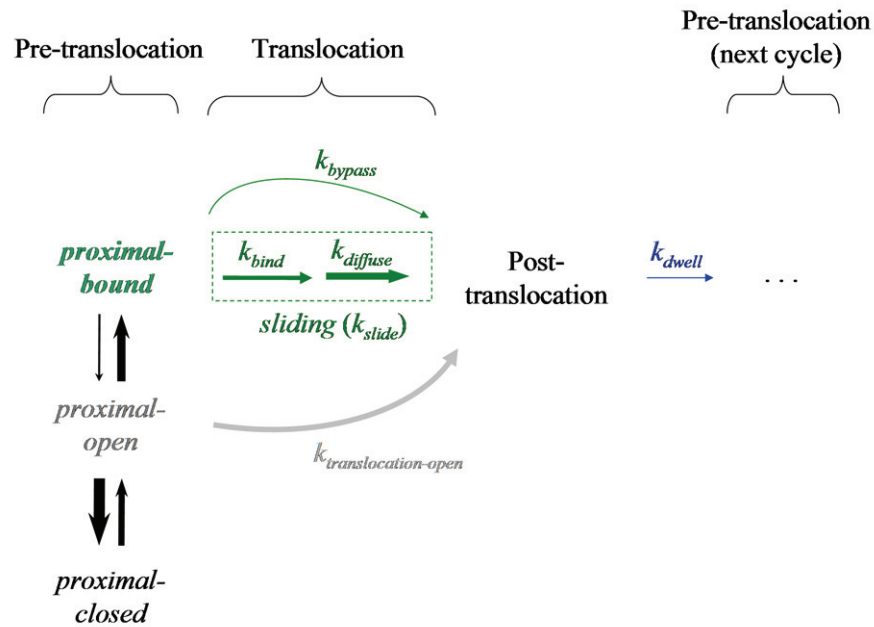 Pre-translocation
Translocation
Pre-translocation
(next cycle)
k_bypass
proximal-
bound
k_bind
k_diffuse
sliding (k_slide)
Post-
translocation
k_dwell
. . .
proximal-
open
k_translocation-open
proximal-
closed